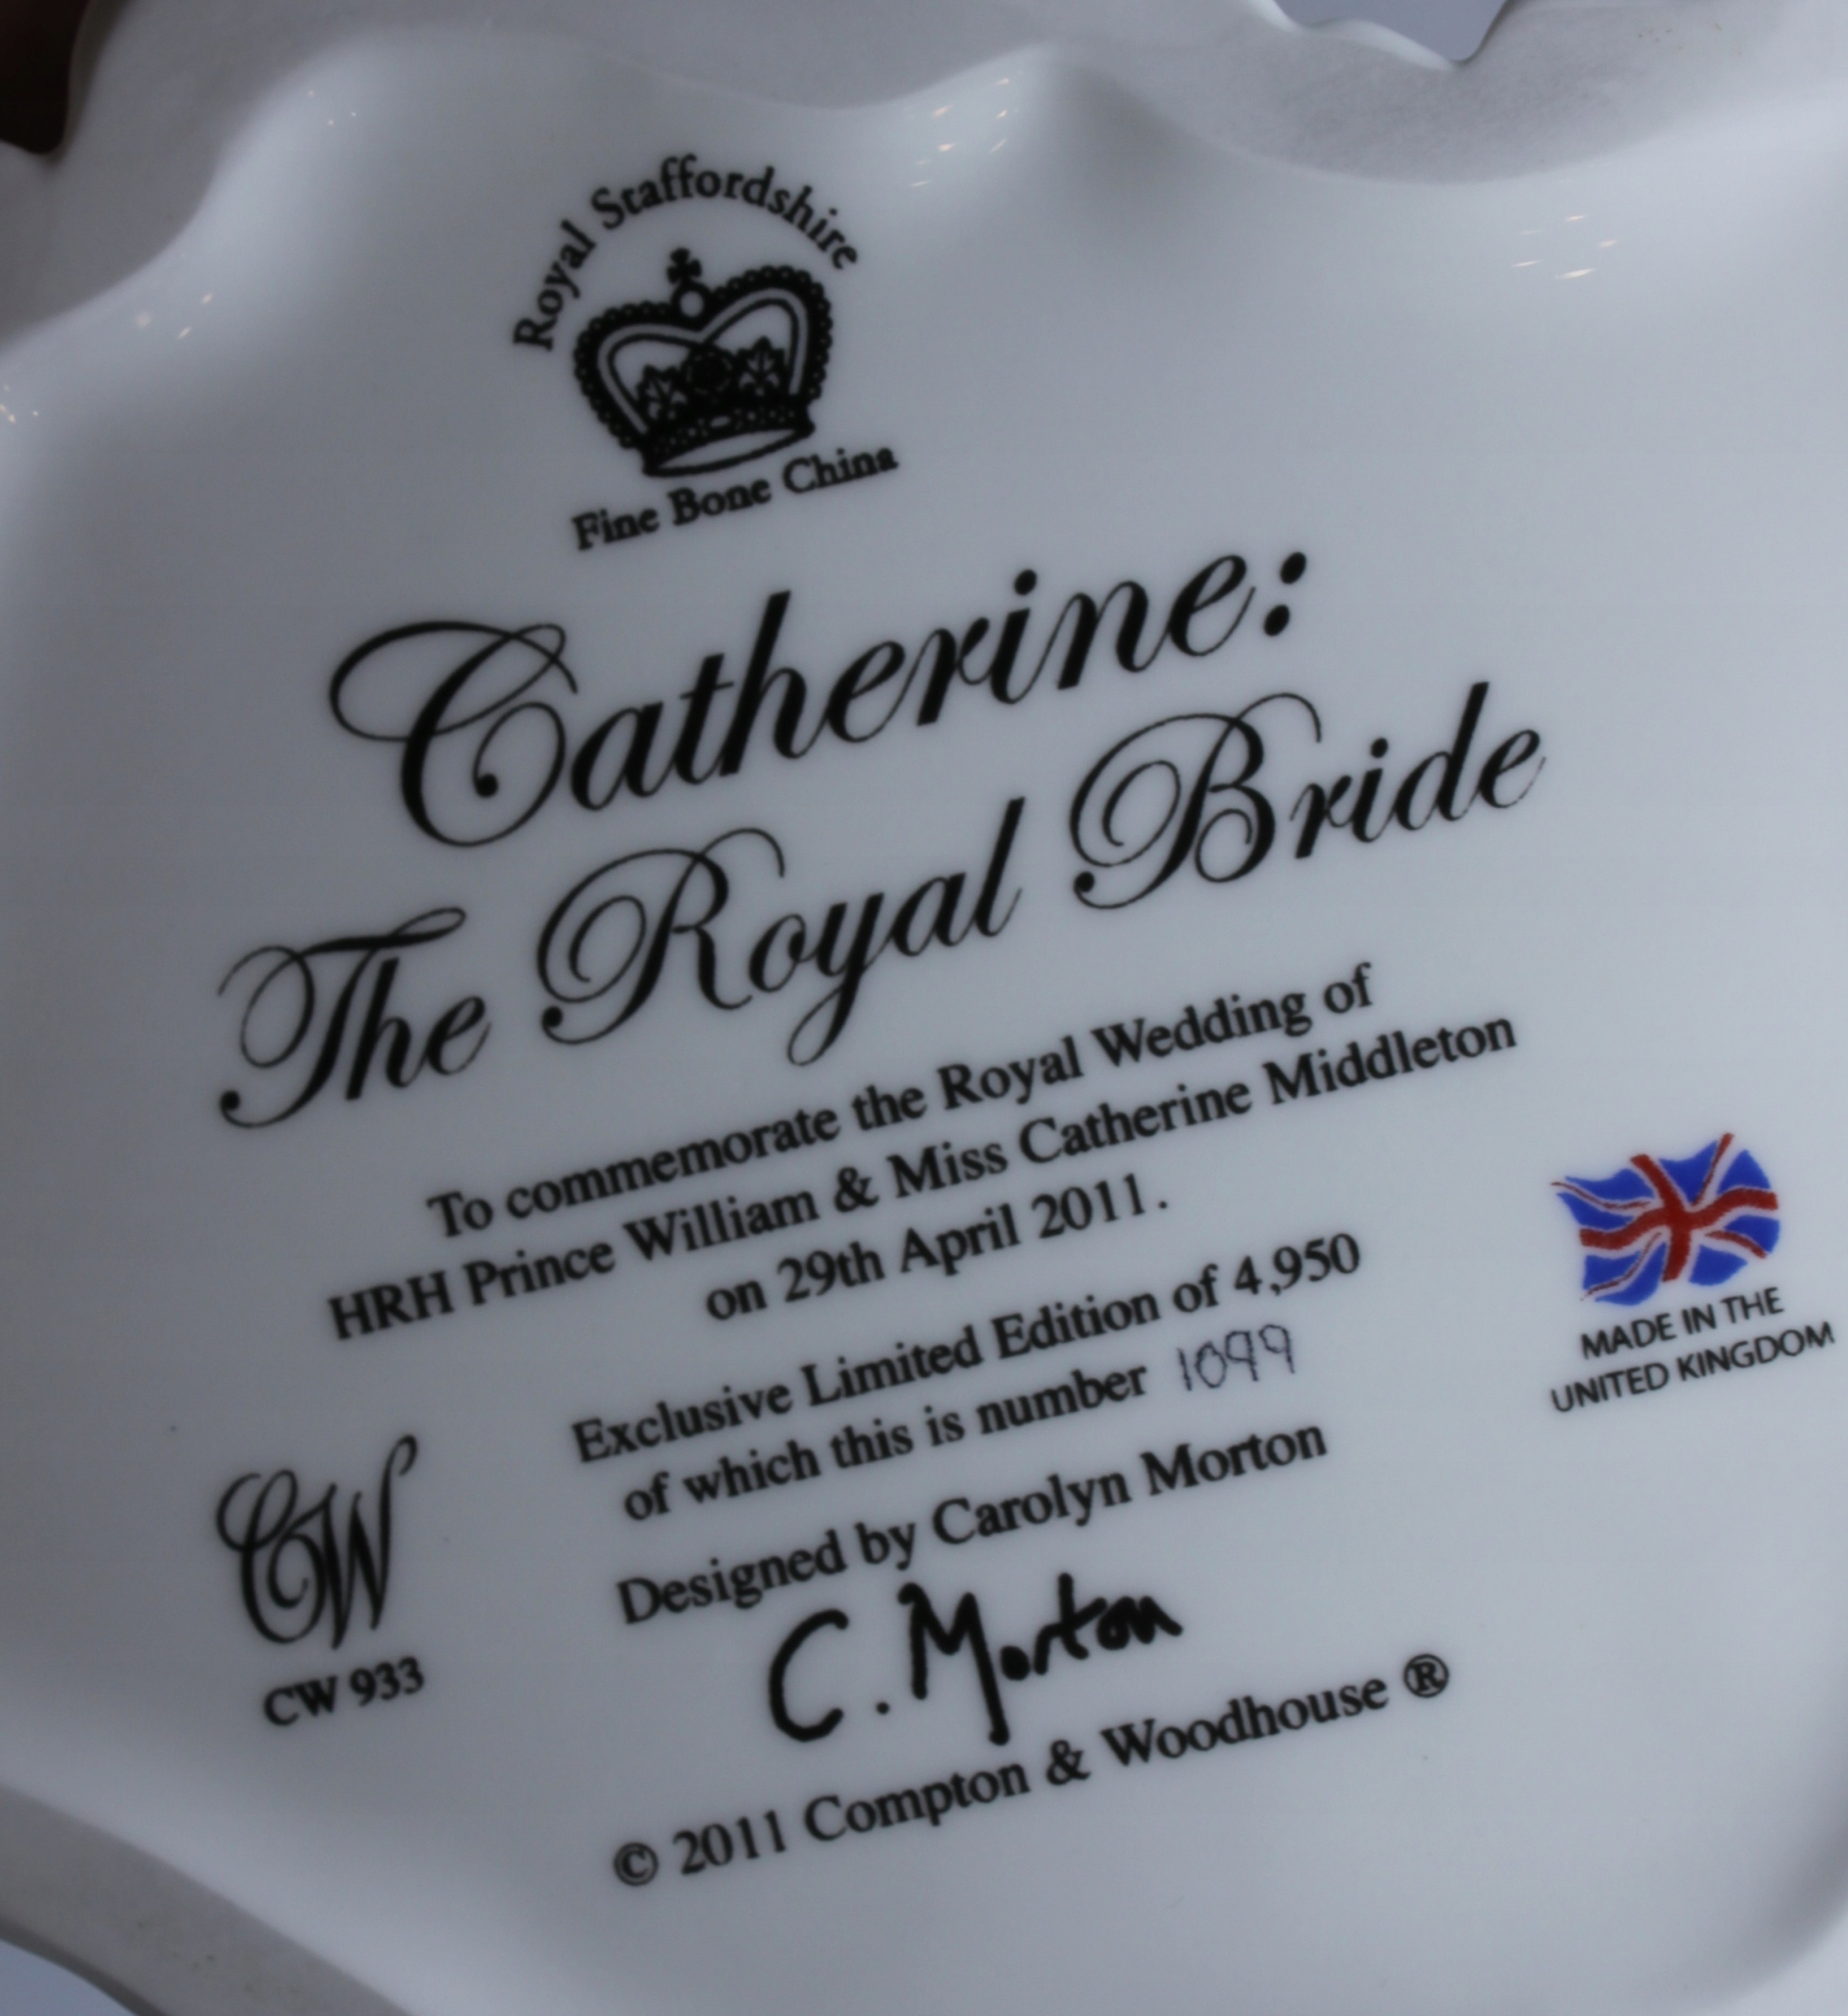 Royal Staffordshire
Fine Bone China
Catherine:
The Royal Bride
To commemorate the Royal Wedding of
HRH Prince William & Miss Catherine Middleton
on 29th April 2011.
Exclusive Limited Edition of 4,950
of which this is number 1099
Designed by Carolyn Morton
C. Morton
© 2011 Compton & Woodhouse ®
CW
CW 933
MADE IN THE
UNITED KINGDOM